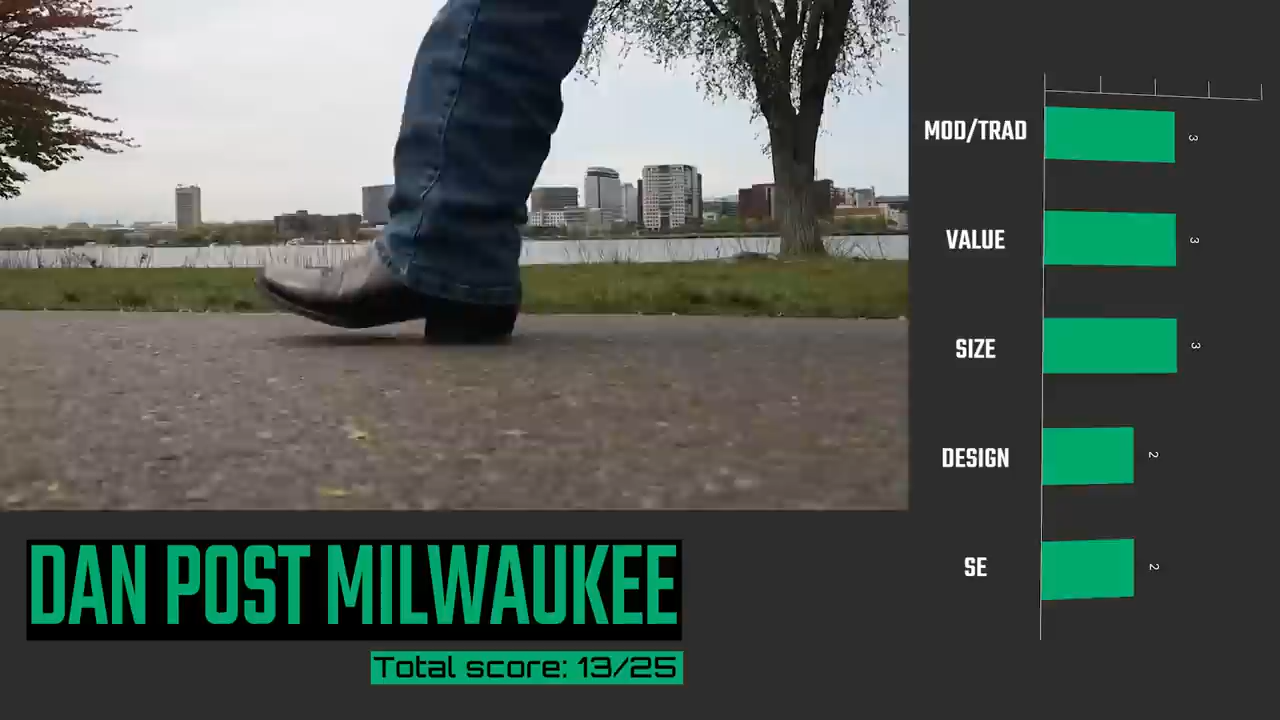 MOD/TRAD
3
VALUE
3
SIZE
3
DESIGN
2
SE
2
DAN POST MILWAUKEE
Total score: 13/25